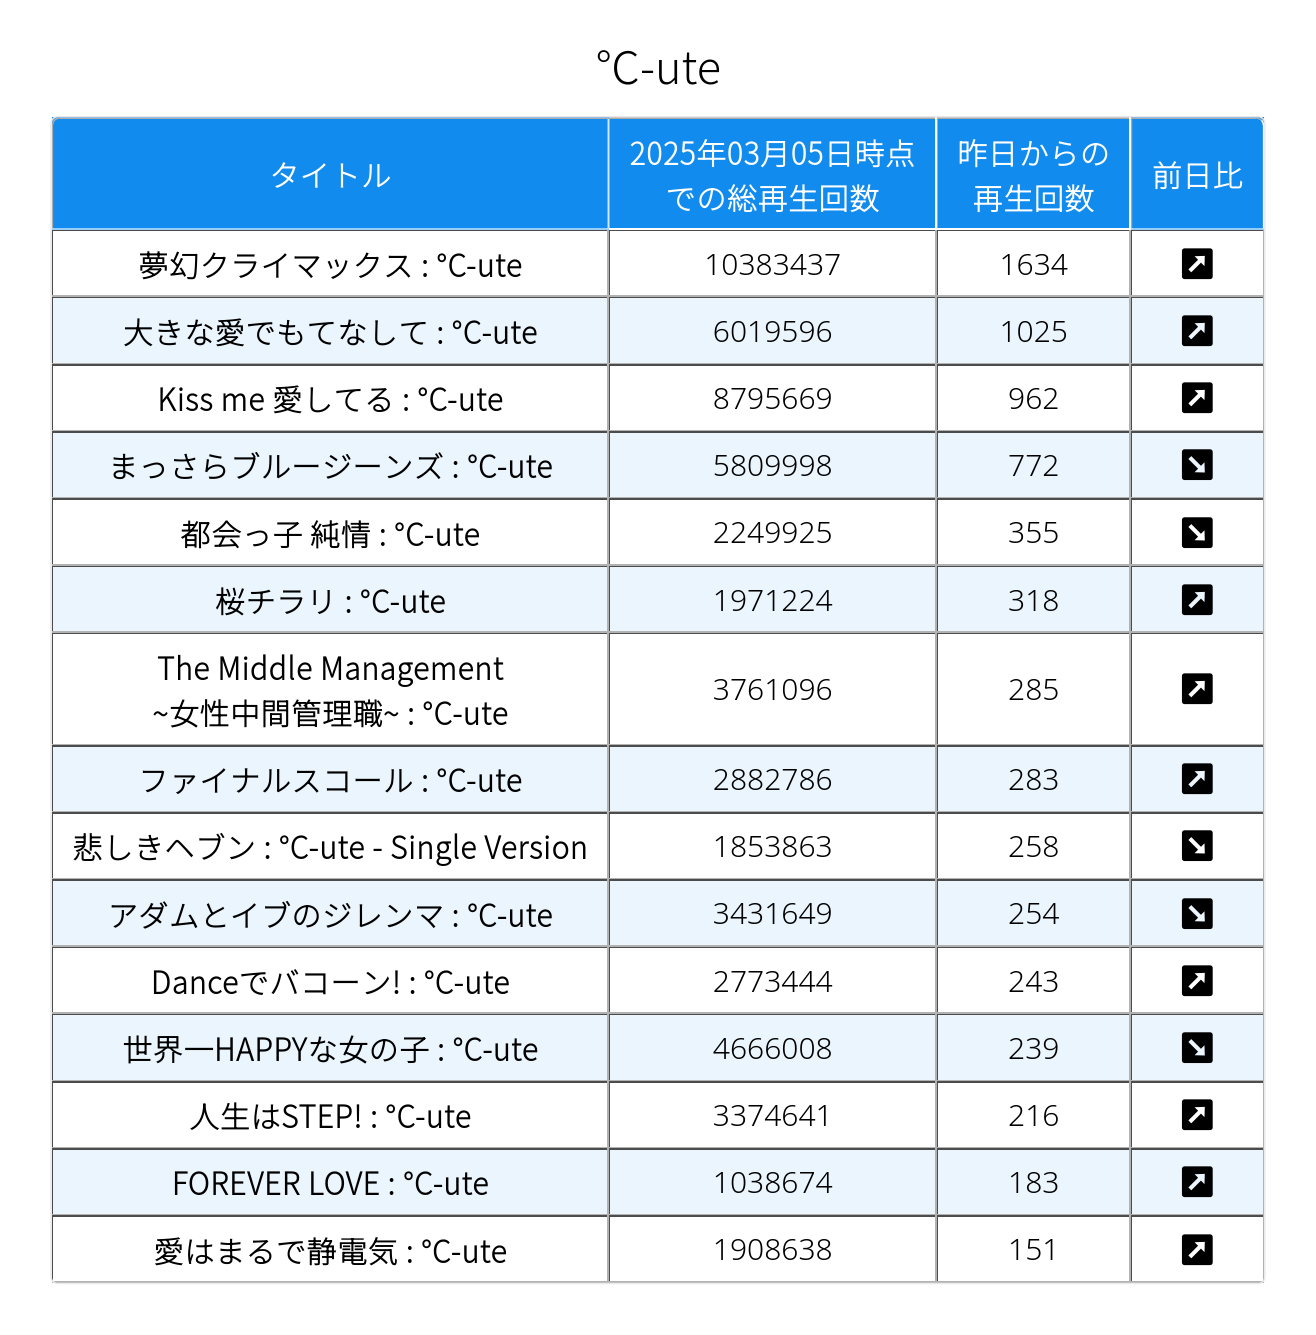 °C-ute
タイトル
2025年03月05日時点
での総再生回数
昨日からの
再生回数
前日比
夢幻クライマックス : °C-ute 10383437 1634
大きな愛でもてなして : °C-ute 6019596 1025
Kiss me 愛してる : °C-ute 8795669 962
まっさらブルージーンズ : °C-ute 5809998 772
都会っ子 純情 : °C-ute 2249925 355
桜チラリ : °C-ute 1971224 318
The Middle Management
~女性中間管理職~ : °C-ute 3761096 285
ファイナルスコール : °C-ute 2882786 283
悲しきヘブン : °C-ute - Single Version 1853863 258
アダムとイブのジレンマ : °C-ute 3431649 254
Danceでバコーン! : °C-ute 2773444 243
世界一HAPPYな女の子 : °C-ute 4666008 239
人生はSTEP! : °C-ute 3374641 216
FOREVER LOVE : °C-ute 1038674 183
愛はまるで静電気 : °C-ute 1908638 151